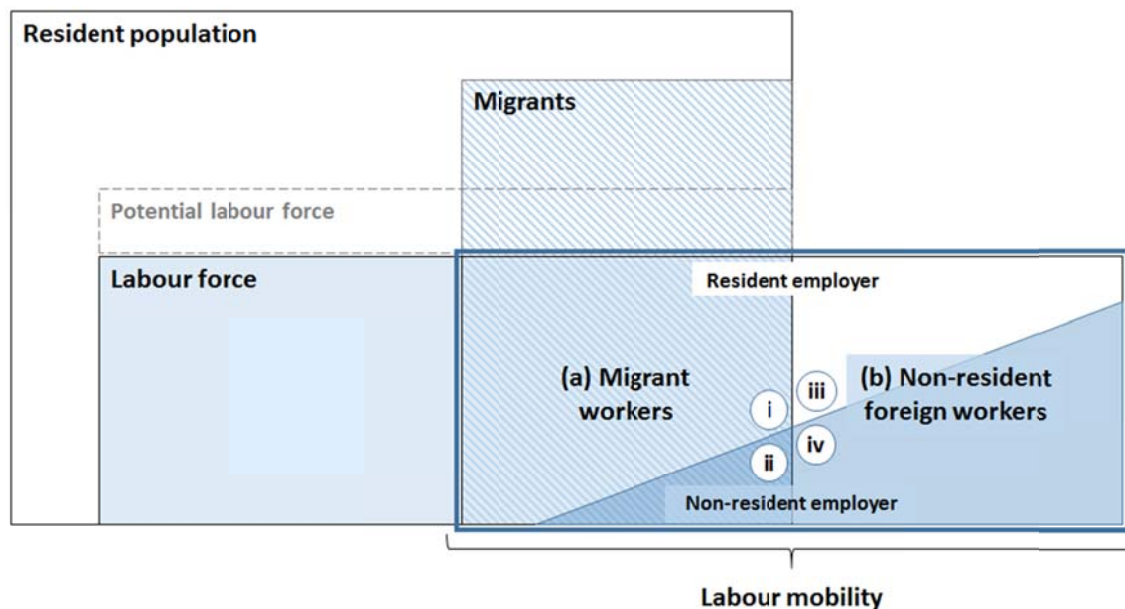 Resident population
Migrants
Potential labour force
Labour force
Resident employer
(a) Migrant
workers
(b) Non-resident
foreign workers
i
iii
ii
iv
Non-resident employer
Labour mobility